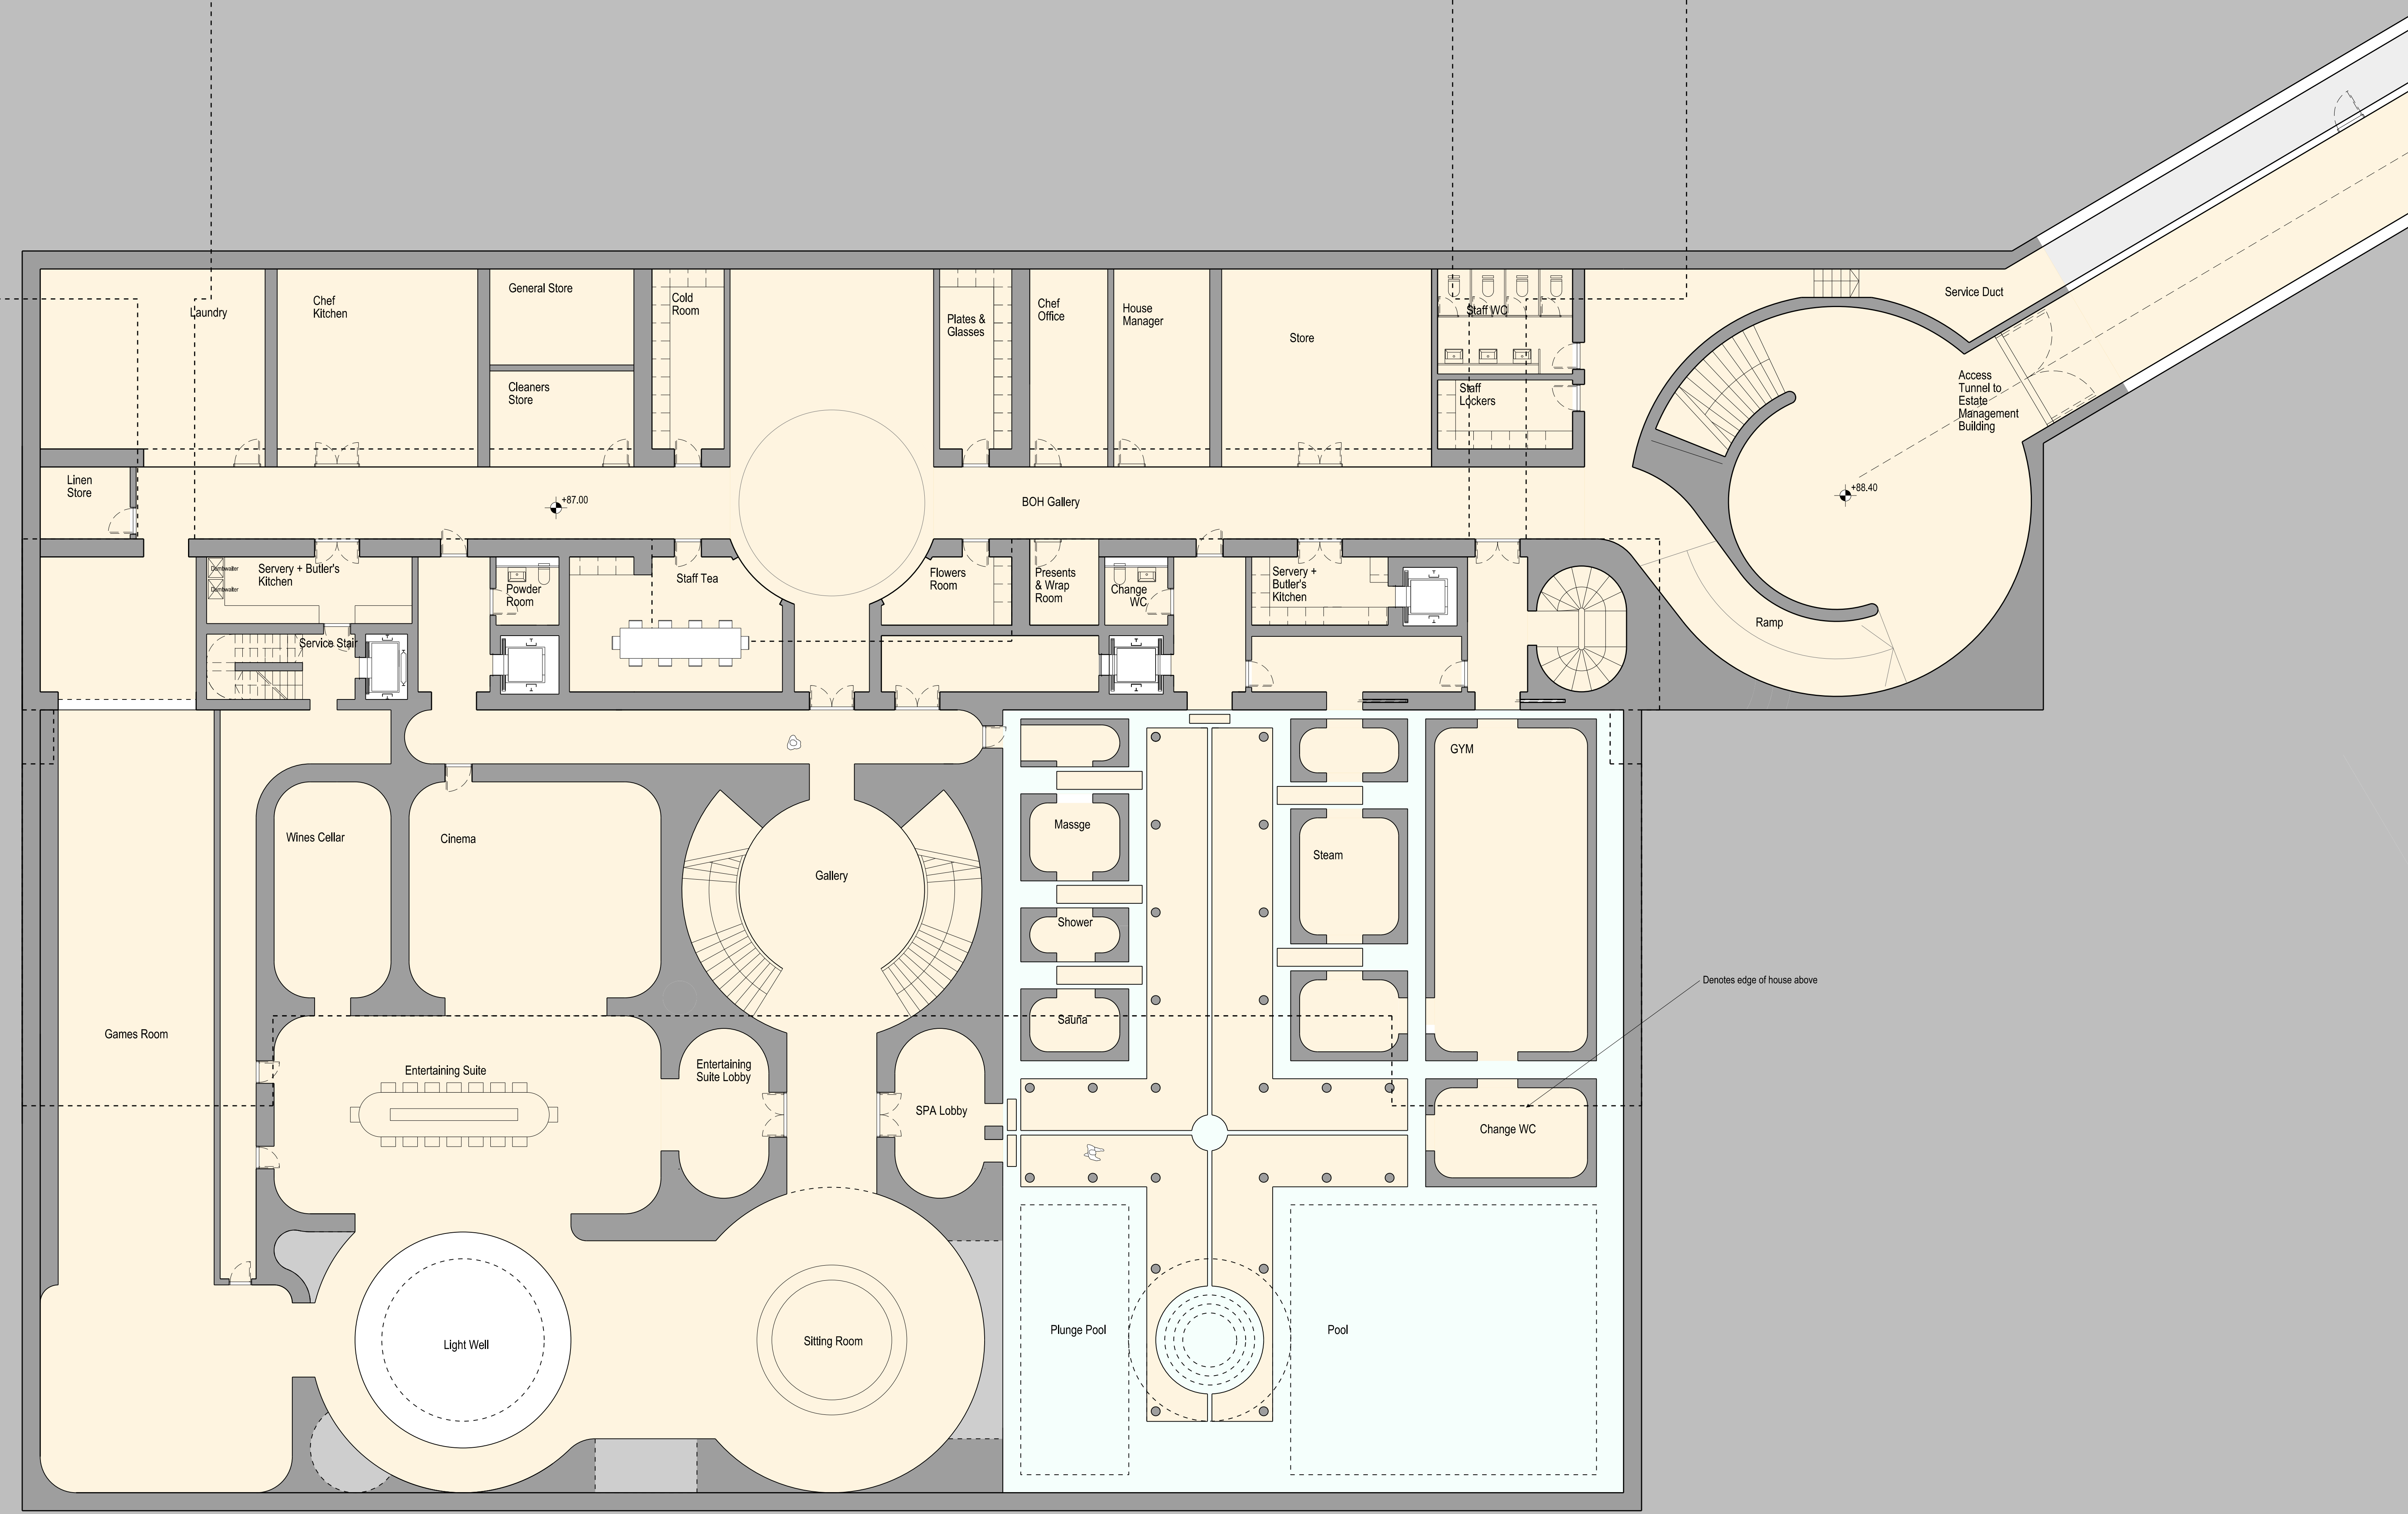 Laundry
Chef
Kitchen
General Store
Cold
Room
Plates &
Glasses
Chef
Office
House
Manager
Store
Staff WC
Service Duct
Cleaners
Store
Staff
Lockers
Access
Tunnel to
Estate
Management
Building
Linen
Store
+87.00
BOH Gallery
+88.40
Dumbwaiter
Dumbwaiter
Servery + Butler's
Kitchen
Powder
Room
Staff Tea
Flowers
Room
Presents
& Wrap
Room
Change
WC
Servery +
Butler's
Kitchen
Service Stair
Ramp
GYM
Wines Cellar
Cinema
Gallery
Massge
Steam
Shower
Sauna
Denotes edge of house above
Games Room
Entertaining Suite
Entertaining
Suite Lobby
SPA Lobby
Change WC
Light Well
Sitting Room
Plunge Pool
Pool